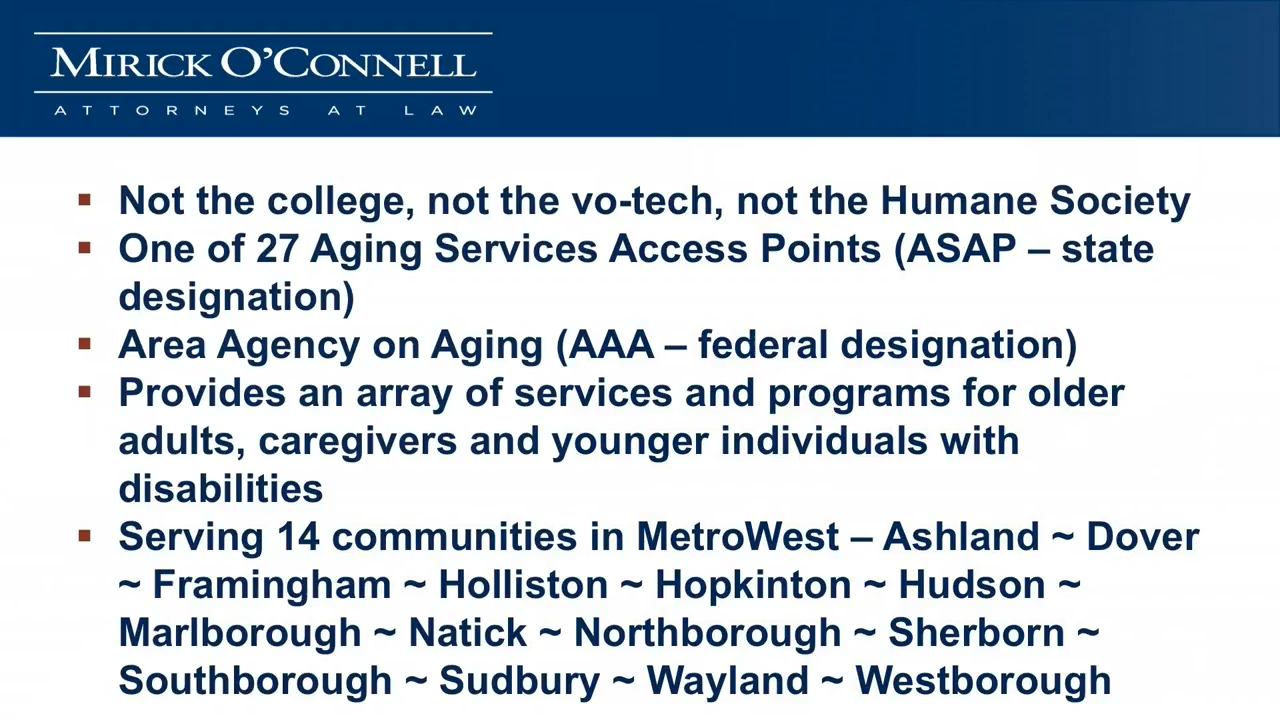 MIRICK O'CONNELL
ATTORNEYS AT LAW
▪ Not the college, not the vo-tech, not the Humane Society
▪ One of 27 Aging Services Access Points (ASAP – state
designation)
▪ Area Agency on Aging (AAA – federal designation)
▪ Provides an array of services and programs for older
adults, caregivers and younger individuals with
disabilities
▪ Serving 14 communities in MetroWest – Ashland ~ Dover
~ Framingham ~ Holliston ~ Hopkinton ~ Hudson ~
Marlborough ~ Natick ~ Northborough ~ Sherborn ~
Southborough ~ Sudbury ~ Wayland ~ Westborough